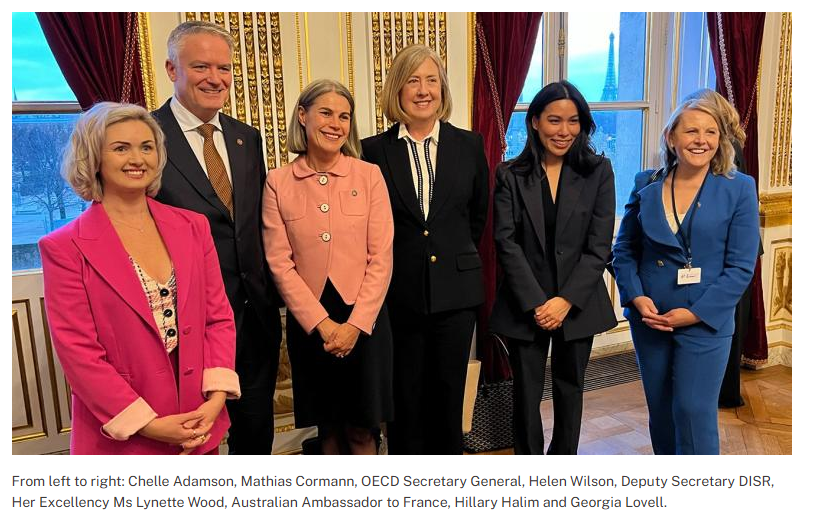 From left to right: Chelle Adamson, Mathias Cormann, OECD Secretary General, Helen Wilson, Deputy Secretary DISR,
Her Excellency Ms Lynette Wood, Australian Ambassador to France, Hillary Halim and Georgia Lovell.